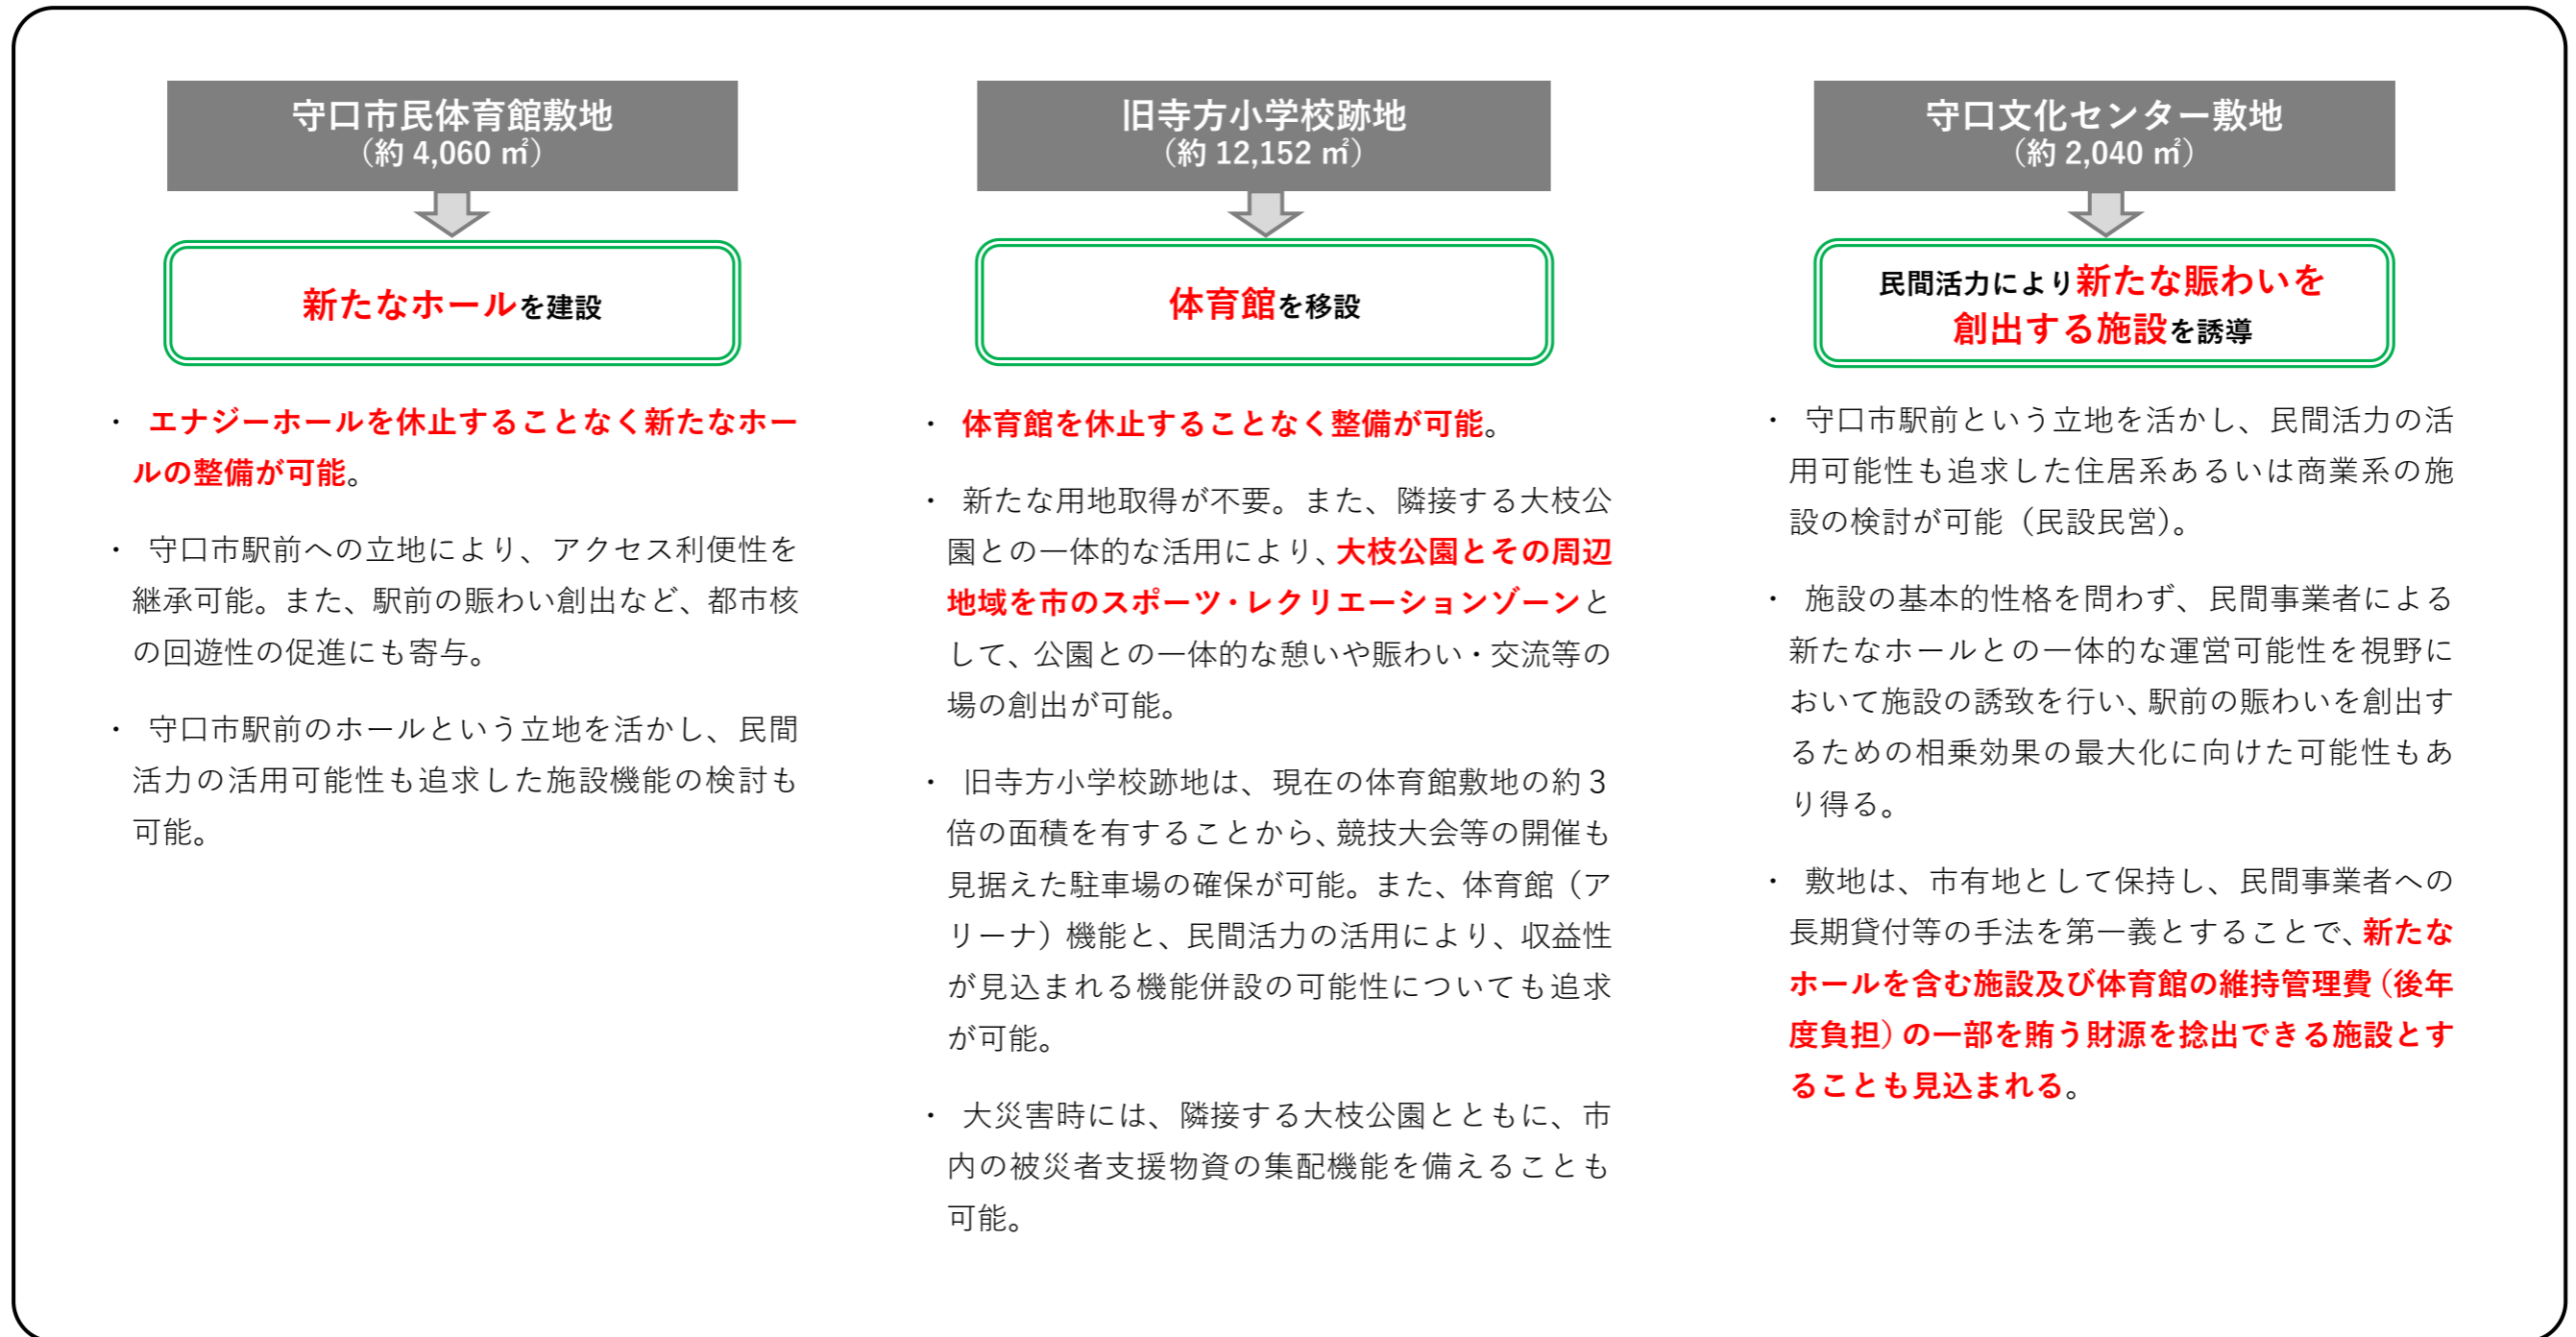 守口市民体育館敷地
（約 4,060 ㎡）
新たなホールを建設
・ エナジーホールを休止することなく新たなホー
ルの整備が可能。
・ 守口市駅前への立地により、アクセス利便性を
継承可能。また、駅前の賑わい創出など、都市核
の回遊性の促進にも寄与。
・ 守口市駅前のホールという立地を活かし、民間
活力の活用可能性も追求した施設機能の検討も
可能。
旧寺方小学校跡地
（約 12,152 ㎡）
体育館を移設
・ 体育館を休止することなく整備が可能。
・ 新たな用地取得が不要。また、隣接する大枝公
園との一体的な活用により、大枝公園とその周辺
地域を市のスポーツ・レクリエーションゾーンと
して、公園との一体的な憩いや賑わい・交流等の
場の創出が可能。
・ 旧寺方小学校跡地は、現在の体育館敷地の約３
倍の面積を有することから、競技大会等の開催も
見据えた駐車場の確保が可能。また、体育館（ア
リーナ）機能と、民間活力の活用により、収益性
が見込まれる機能併設の可能性についても追求
が可能。
・ 大災害時には、隣接する大枝公園とともに、市
内の被災者支援物資の集配機能を備えることも
可能。
守口文化センター敷地
（約 2,040 ㎡）
民間活力により新たな賑わいを
創出する施設を誘導
・ 守口市駅前という立地を活かし、民間活力の活
用可能性も追求した住居系あるいは商業系の施
設の検討が可能（民設民営）。
・ 施設の基本的性格を問わず、民間事業者による
新たなホールとの一体的な運営可能性を視野に
おいて施設の誘致を行い、駅前の賑わいを創出す
るための相乗効果の最大化に向けた可能性もあ
り得る。
・ 敷地は、市有地として保持し、民間事業者への
長期貸付等の手法を第一義とすることで、新たな
ホールを含む施設及び体育館の維持管理費（後年
度負担）の一部を賄う財源を捻出できる施設とす
ることも見込まれる。